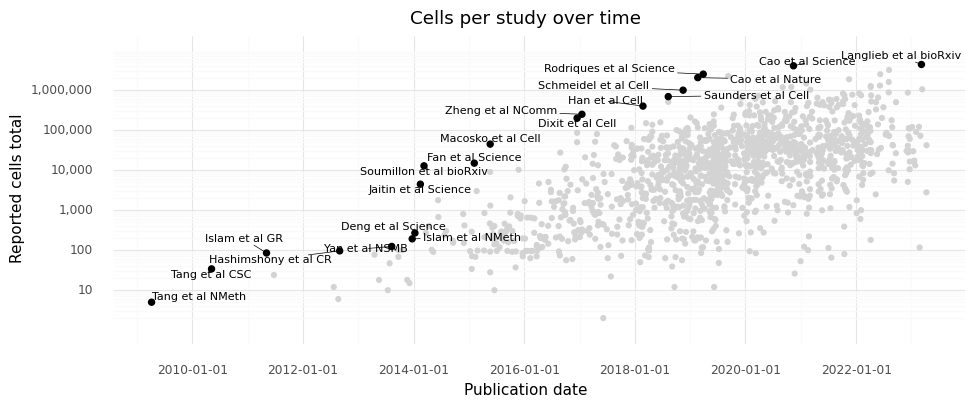 Cells per study over time
Langlieb et al bioRxiv
Cao et al Science
Rodriques et al Science
Cao et al Nature
Schmeidel et al Cell
Saunders et al Cell
Han et al Cell
Zheng et al NComm
Dixit et al Cell
Macosko et al Cell
Fan et al Science
Soumillon et al bioRxiv
Jaitin et al Science
Deng et al Science
Islam et al GR
Islam et al NMeth
Yan et al NSMB
Hashimshony et al CR
Tang et al CSC
Tang et al NMeth
Reported cells total
1,000,000
100,000
10,000
1,000
100
10
2010-01-01
2012-01-01
2014-01-01
2016-01-01
2018-01-01
2020-01-01
2022-01-01
Publication date